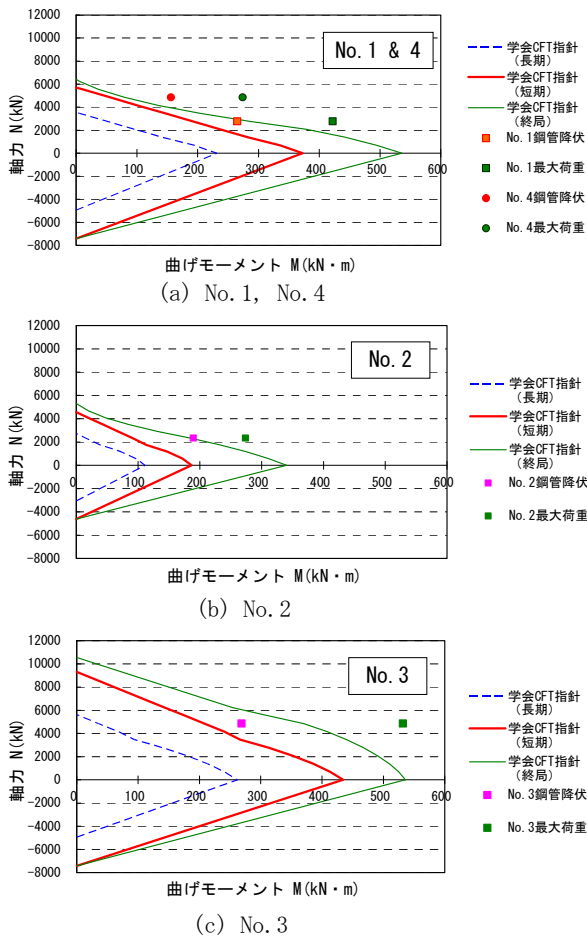 12000
10000
8000
6000
4000
2000
0
-2000
-4000
-6000
-8000
軸力 N(kN)
0 100 200 300 400 500 600
No.1 & 4
曲げモーメント M(kN・m)
学会CFT指針
(長期)
学会CFT指針
(短期)
学会CFT指針
(終局)
No.1鋼管降伏
No.1最大荷重
No.4鋼管降伏
No.4最大荷重
(a) No.1, No.4
12000
10000
8000
6000
4000
2000
0
-2000
-4000
-6000
-8000
軸力 N(kN)
0 100 200 300 400 500 600
No.2
曲げモーメント M(kN・m)
学会CFT指針
(長期)
学会CFT指針
(短期)
学会CFT指針
(終局)
No.2鋼管降伏
No.2最大荷重
(b) No.2
12000
10000
8000
6000
4000
2000
0
-2000
-4000
-6000
-8000
軸力 N(kN)
0 100 200 300 400 500 600
No.3
曲げモーメント M(kN・m)
学会CFT指針
(長期)
学会CFT指針
(短期)
学会CFT指針
(終局)
No.3鋼管降伏
No.3最大荷重
(c) No.3